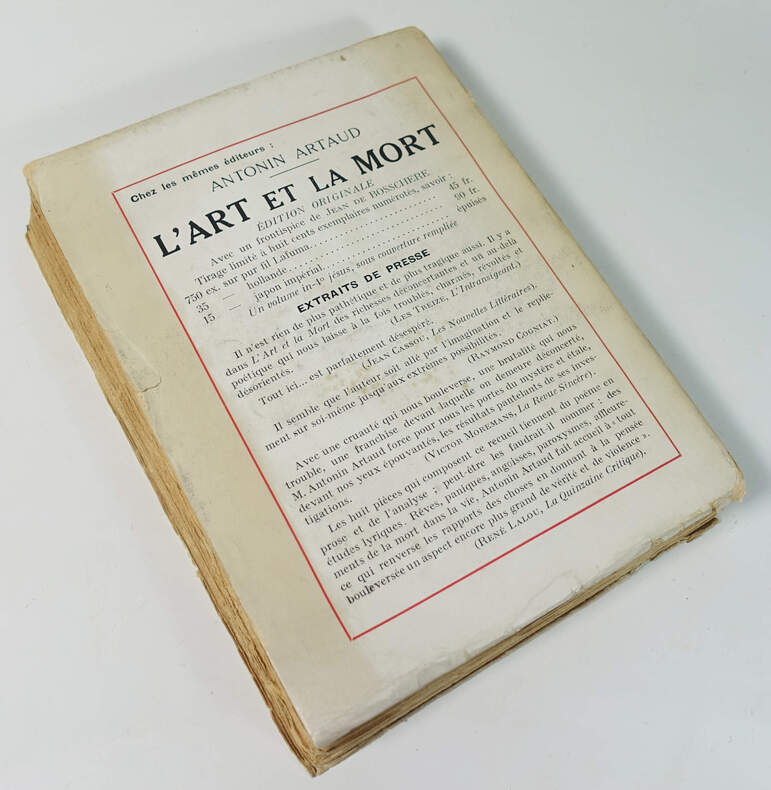 Chez les mêmes éditeurs :
ANTONIN ARTAUD
L'ART ET LA MORT
ÉDITION ORIGINALE
Avec un frontispice de JEAN DE BOSSCHÈRE
Tirage limité à huit cents exemplaires numérotés, savoir :
750 ex. sur pur fil Lafuma........................ 45 fr.
35 — hollande........................ 90 fr.
15 — japon impérial........................ épuisés
Un volume in-4° jésus, sous couverture rempliée
EXTRAITS DE PRESSE
Il n'est rien de plus pathétique et de plus tragique aussi. Il y a
dans L'Art et la Mort des richesses déconcertantes et un au-delà
poétique qui nous laisse à la fois troublés, charmés, révoltés et
désorientés.
(LES TREIZE, L'Intransigeant.)
Tout ici... est parfaitement désespéré.
(JEAN CASSOU, Les Nouvelles Littéraires).
Il semble que l'auteur soit allé par l'imagination et le replie-
ment sur soi-même jusqu'aux extrêmes possibilités.
(RAYMOND COGNIAT.)
Avec une cruauté qui nous bouleverse, une brutalité qui nous
trouble, une franchise devant laquelle on demeure déconcerté,
M. Antonin Artaud force pour nous les portes du mystère et étale,
devant nos yeux épouvantés, les résultats pantelants de ses inves-
tigations.
(VICTOR MOREMANS, La Revue Sincère).
Les huit pièces qui composent ce recueil tiennent du poème en
prose et de l'analyse ; peut-être les faudrait-il nommer : des
études lyriques. Rêves, paniques, angoisses, paroxysmes, affleure-
ments de la mort dans la vie, Antonin Artaud fait accueil à « tout
ce qui renverse les rapports des choses en donnant à la pensée
bouleversée un aspect encore plus grand de vérité et de violence ».
(RENÉ LALOU, La Quinzaine Critique).